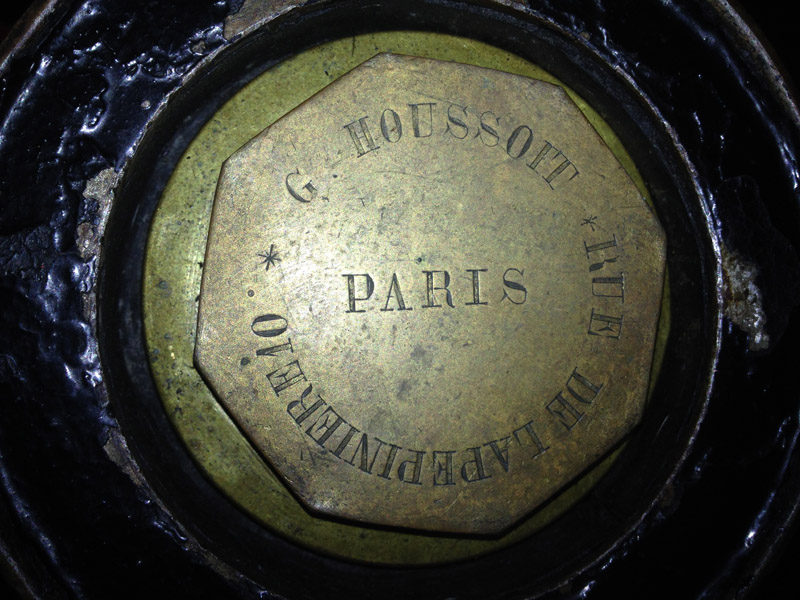 G. HOUSSOIT
* RUE DE LAPEPINIERE 10. *
PARIS